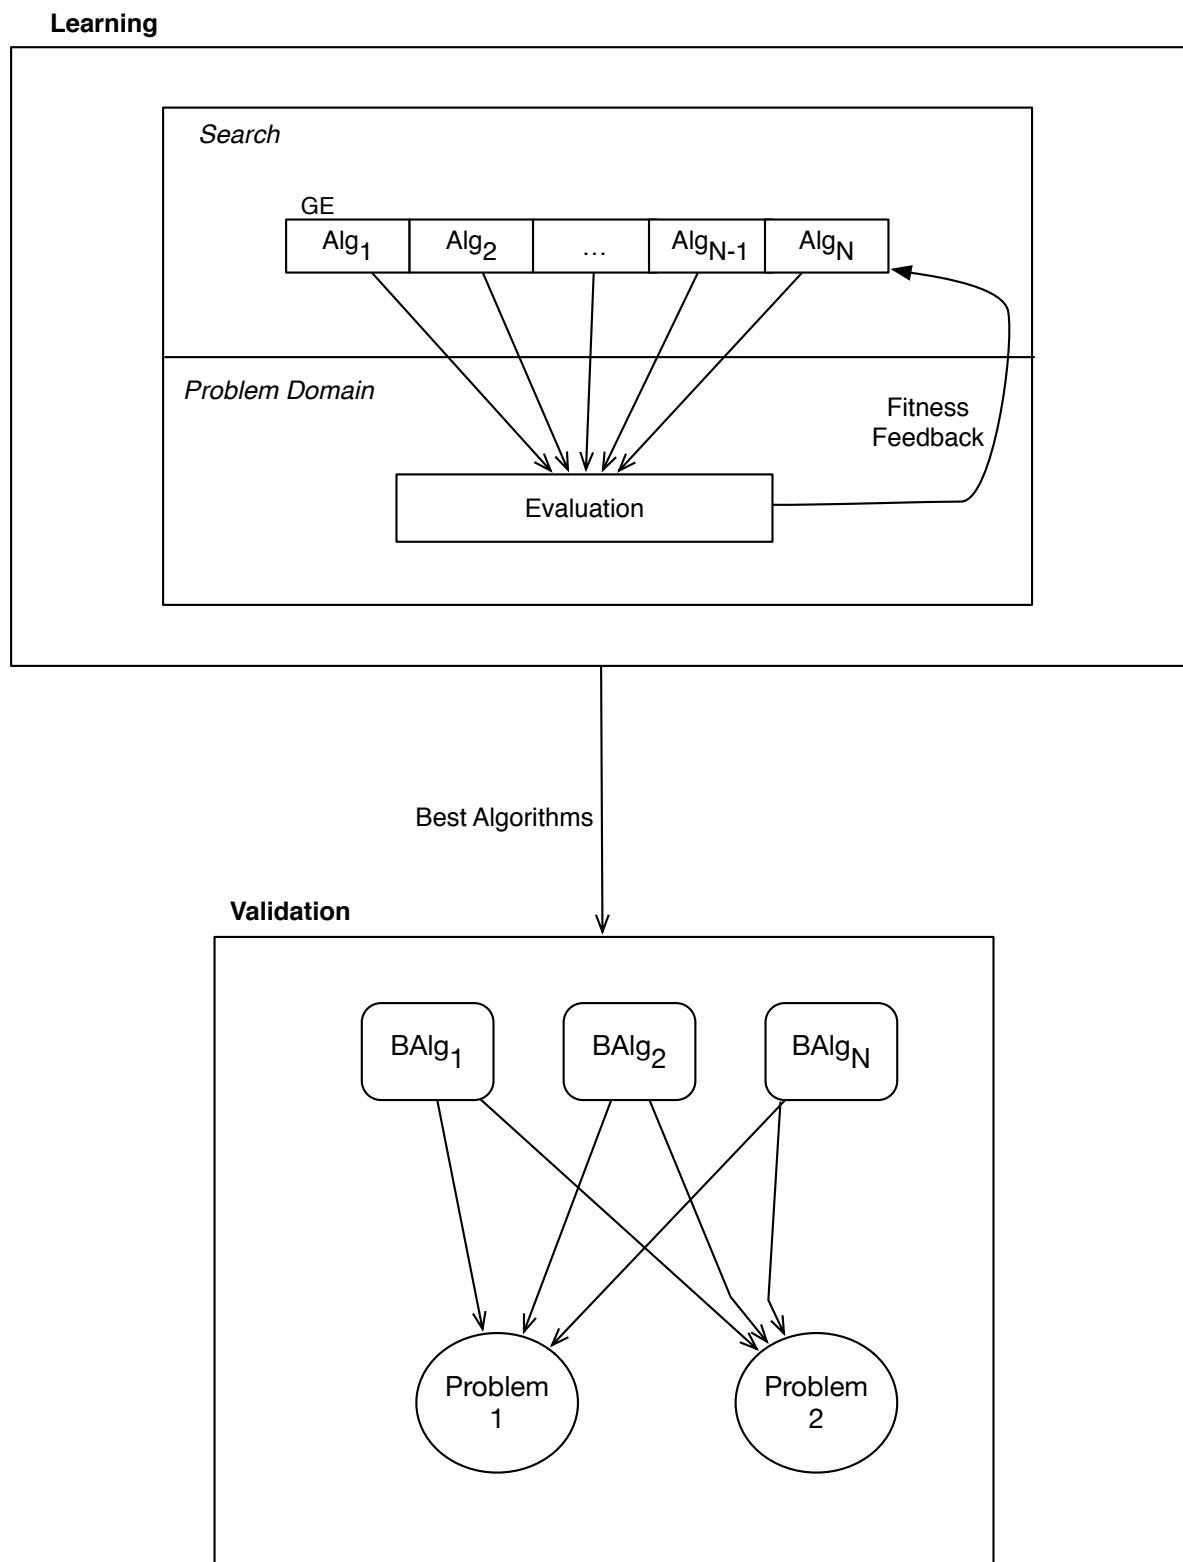 Learning
Search
GE
Alg1
Alg2
...
AlgN-1
AlgN
Problem Domain
Fitness
Feedback
Evaluation
Best Algorithms
Validation
BAlg1
BAlg2
BAlgN
Problem
1
Problem
2